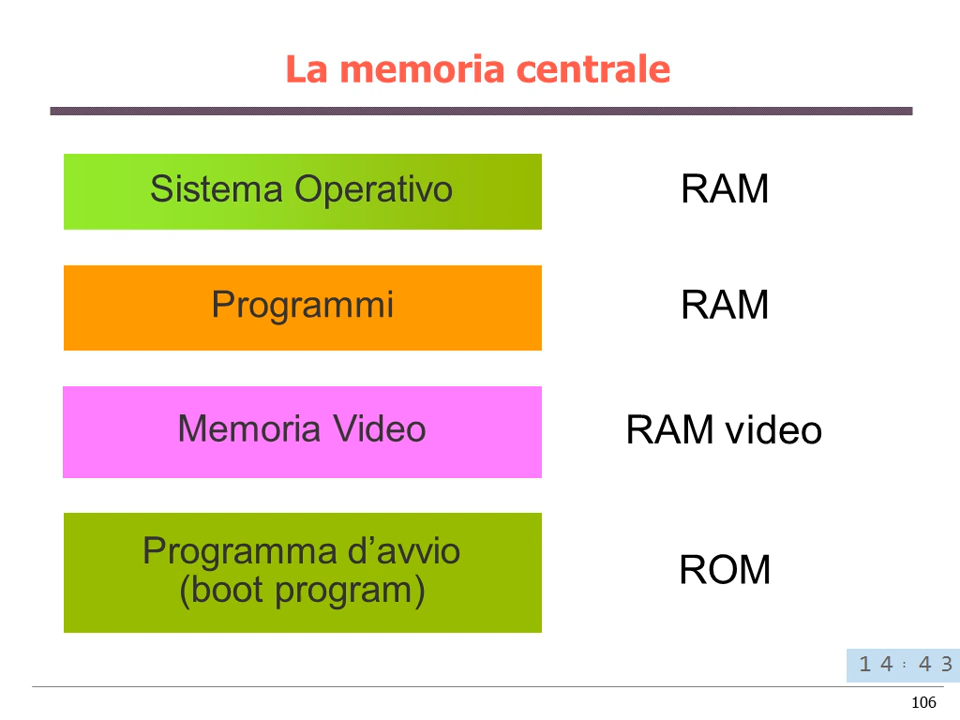 La memoria centrale
Sistema Operativo RAM
Programmi RAM
Memoria Video RAM video
Programma d’avvio
(boot program) ROM
14:43
106